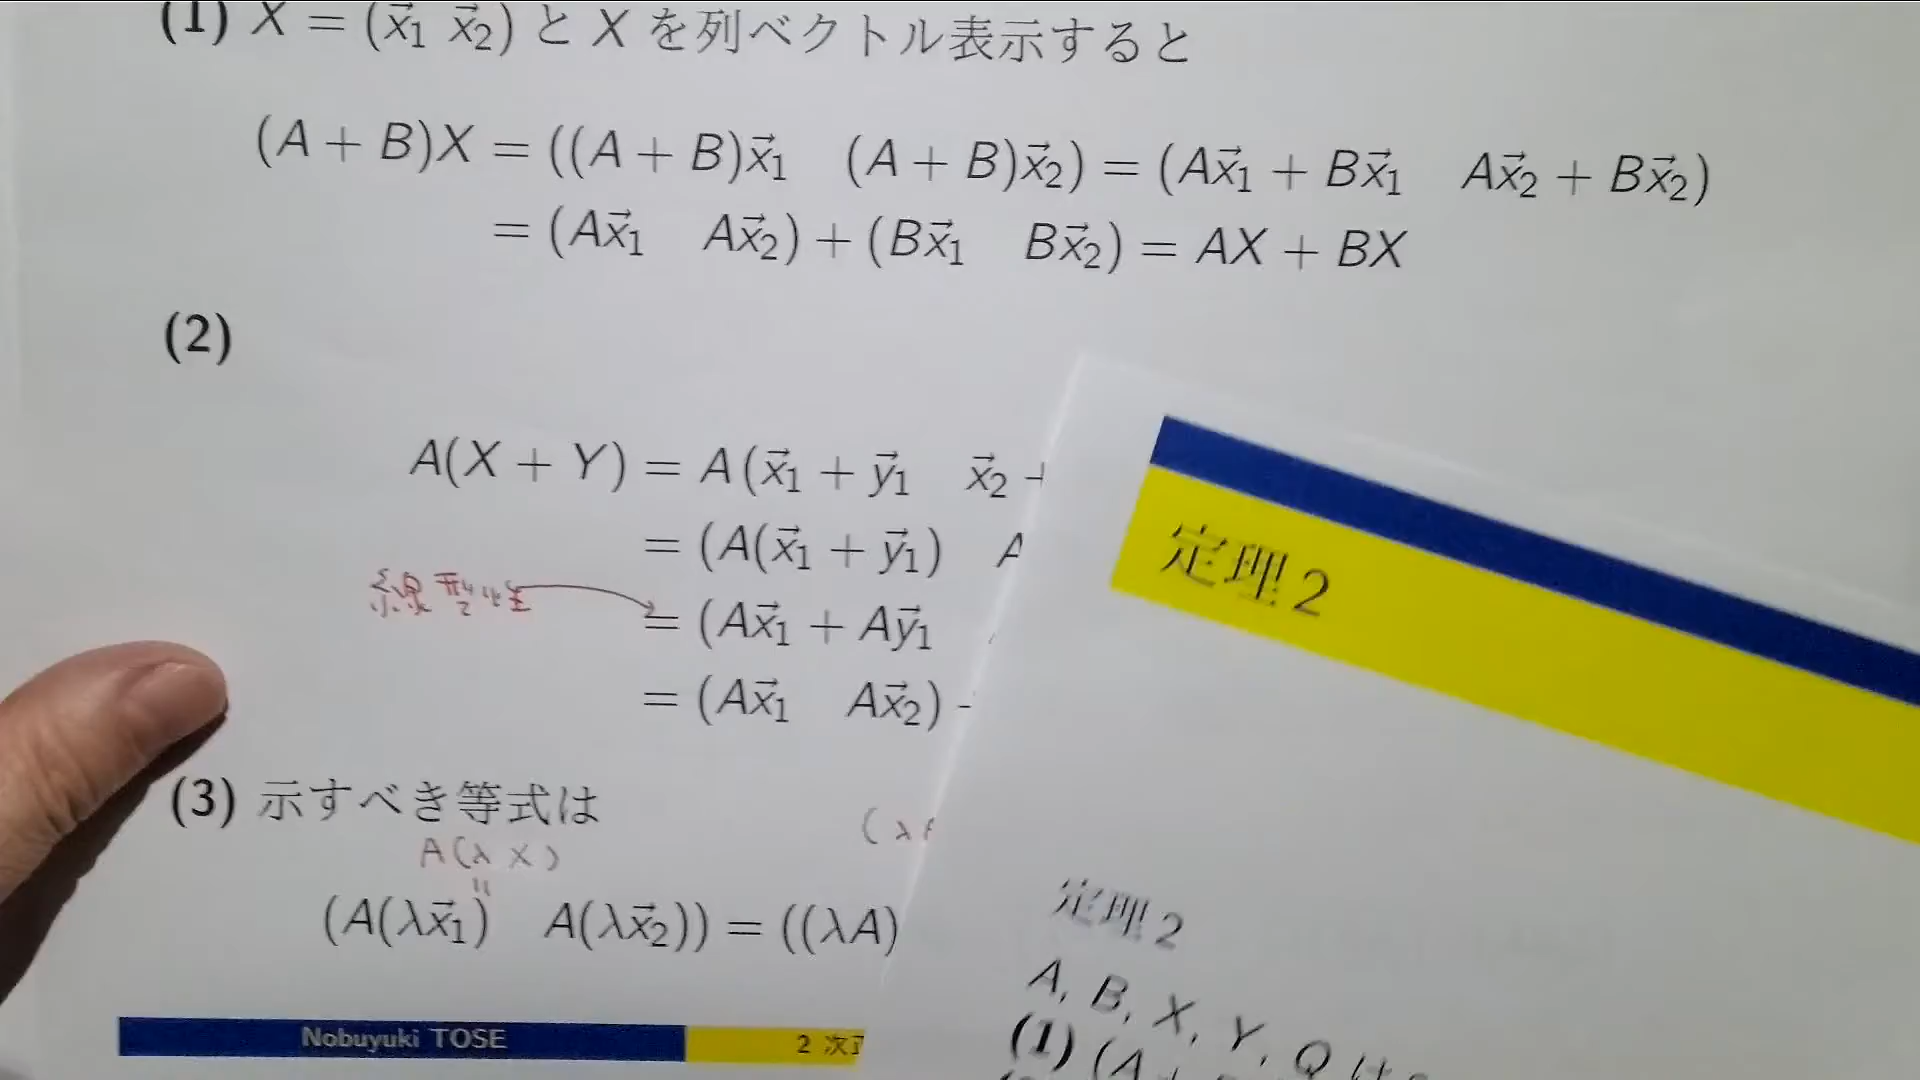 (1) X = (x⃗₁ x⃗₂) と X を列ベクトル表示すると
(A + B)X = ((A + B)x⃗₁ (A + B)x⃗₂) = (Ax⃗₁ + Bx⃗₁ Ax⃗₂ + Bx⃗₂)
= (Ax⃗₁ Ax⃗₂) + (Bx⃗₁ Bx⃗₂) = AX + BX
(2)
A(X + Y) = A(x⃗₁ + y⃗₁ x⃗₂ +
= (A(x⃗₁ + y⃗₁) A
線型性
= (Ax⃗₁ + Ay⃗₁
= (Ax⃗₁ Ax⃗₂)
(3) 示すべき等式は
A(λX)
(λ
"
(A(λx⃗₁) A(λx⃗₂)) = ((λA)
Nobuyuki TOSE
2 次
定理 2
定理 2
A, B, X, Y, Q は
(1) (A +